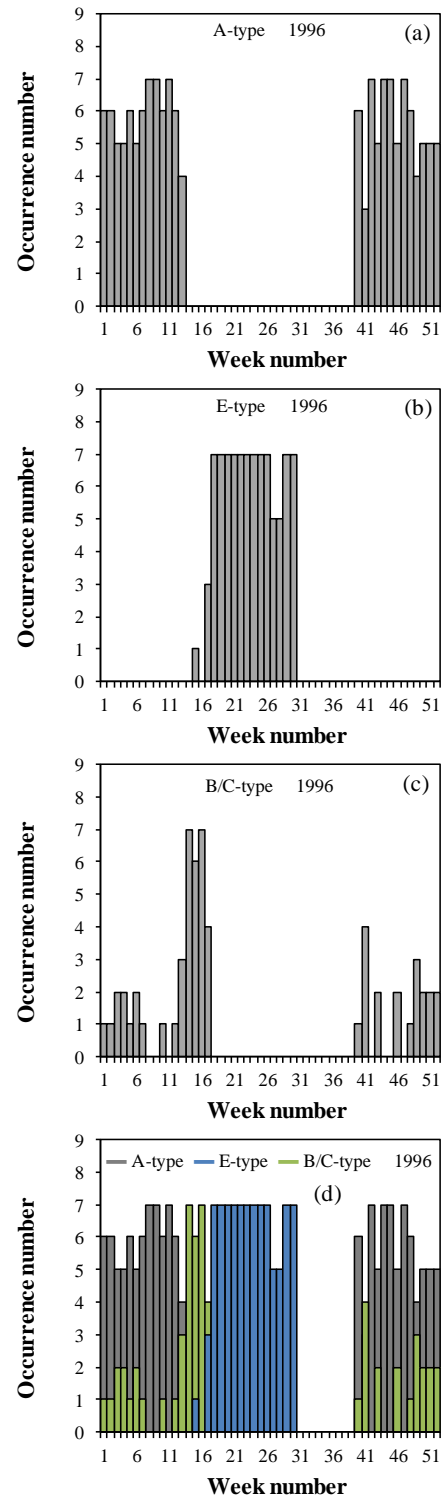 A-type 1996 (a)
9
8
7
6
5
4
3
2
1
0
Occurrence number
1 6 11 16 21 26 31 36 41 46 51
Week number
E-type 1996 (b)
9
8
7
6
5
4
3
2
1
0
Occurrence number
1 6 11 16 21 26 31 36 41 46 51
Week number
B/C-type 1996 (c)
9
8
7
6
5
4
3
2
1
0
Occurrence number
1 6 11 16 21 26 31 36 41 46 51
Week number
A-type E-type B/C-type 1996
(d)
9
8
7
6
5
4
3
2
1
0
Occurrence number
1 6 11 16 21 26 31 36 41 46 51
Week number